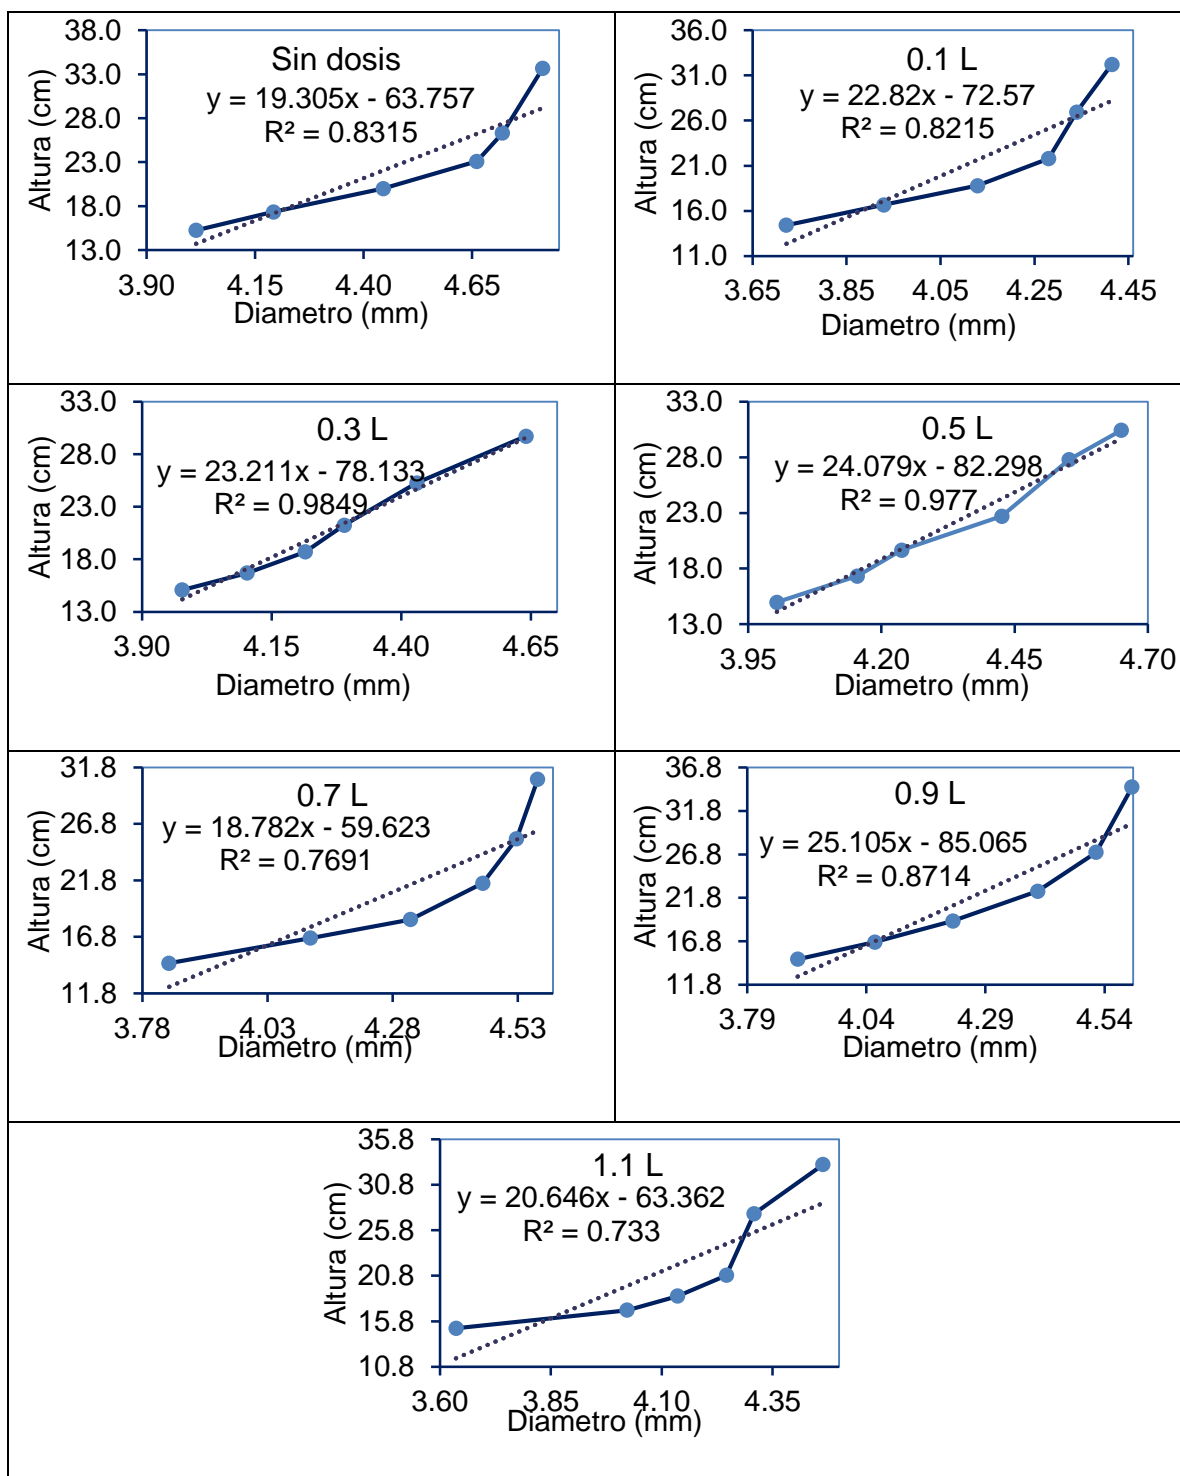 Sin dosis
y = 19.305x - 63.757
R² = 0.8315
Altura (cm)
38.0
33.0
28.0
23.0
18.0
13.0
3.90 4.15 4.40 4.65
Diametro (mm)
0.1 L
y = 22.82x - 72.57
R² = 0.8215
Altura (cm)
36.0
31.0
26.0
21.0
16.0
11.0
3.65 3.85 4.05 4.25 4.45
Diametro (mm)
0.3 L
y = 23.211x - 78.133
R² = 0.9849
Altura (cm)
33.0
28.0
23.0
18.0
13.0
3.90 4.15 4.40 4.65
Diametro (mm)
0.5 L
y = 24.079x - 82.298
R² = 0.977
Altura (cm)
33.0
28.0
23.0
18.0
13.0
3.95 4.20 4.45 4.70
Diametro (mm)
0.7 L
y = 18.782x - 59.623
R² = 0.7691
Altura (cm)
31.8
26.8
21.8
16.8
11.8
3.78 4.03 4.28 4.53
Diametro (mm)
0.9 L
y = 25.105x - 85.065
R² = 0.8714
Altura (cm)
36.8
31.8
26.8
21.8
16.8
11.8
3.79 4.04 4.29 4.54
Diametro (mm)
1.1 L
y = 20.646x - 63.362
R² = 0.733
Altura (cm)
35.8
30.8
25.8
20.8
15.8
10.8
3.60 3.85 4.10 4.35
Diametro (mm)